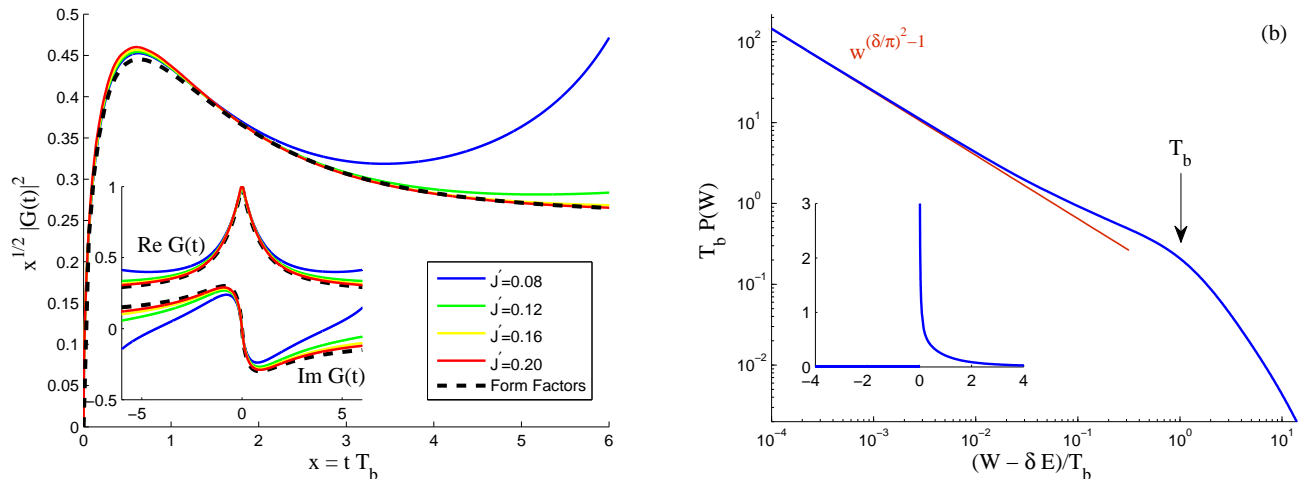 0.5
0.45
0.4
0.35
0.3
0.25
0.2
0.15
0.1
0.05
0
x^{1/2} |G(t)|^2
0 1 2 3 4 5 6
x = t T_b
1
0.5
0
−0.5
−5 0 5
Re G(t)
Im G(t)
J'=0.08
J'=0.12
J'=0.16
J'=0.20
Form Factors
(b)
w^{(δ/π)^2−1}
T_b
10^2
10^1
10^0
10^{−1}
10^{−2}
T_b P(W)
3
2
1
0
−4 −2 0 2 4
10^{−4} 10^{−3} 10^{−2} 10^{−1} 10^0 10^1
(W − δ E)/T_b